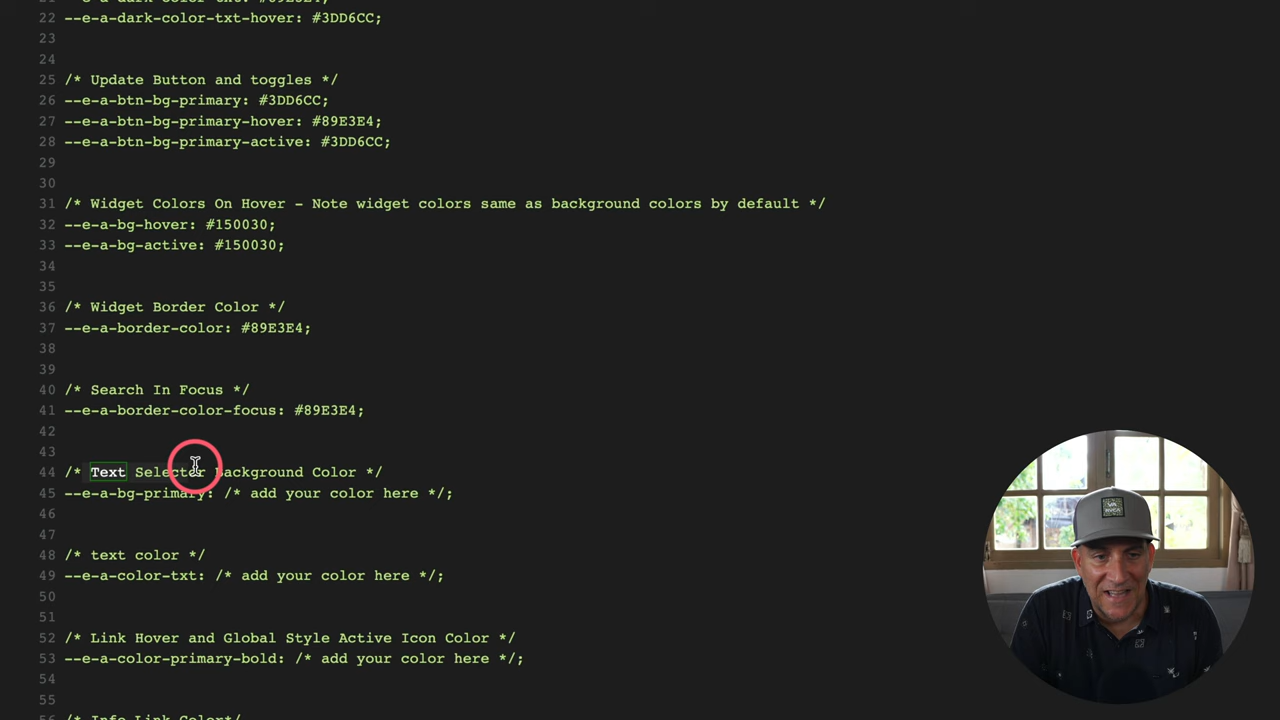 22 --e-a-dark-color-txt-hover: #3DD6CC;
23
24
25 /* Update Button and toggles */
26 --e-a-btn-bg-primary: #3DD6CC;
27 --e-a-btn-bg-primary-hover: #89E3E4;
28 --e-a-btn-bg-primary-active: #3DD6CC;
29
30
31 /* Widget Colors On Hover - Note widget colors same as background colors by default */
32 --e-a-bg-hover: #150030;
33 --e-a-bg-active: #150030;
34
35
36 /* Widget Border Color */
37 --e-a-border-color: #89E3E4;
38
39
40 /* Search In Focus */
41 --e-a-border-color-focus: #89E3E4;
42
43
44 /* Text Selector Background Color */
45 --e-a-bg-primary: /* add your color here */;
46
47
48 /* text color */
49 --e-a-color-txt: /* add your color here */;
50
51
52 /* Link Hover and Global Style Active Icon Color */
53 --e-a-color-primary-bold: /* add your color here */;
54
55
56 /* Info Link Color*/
RVCA